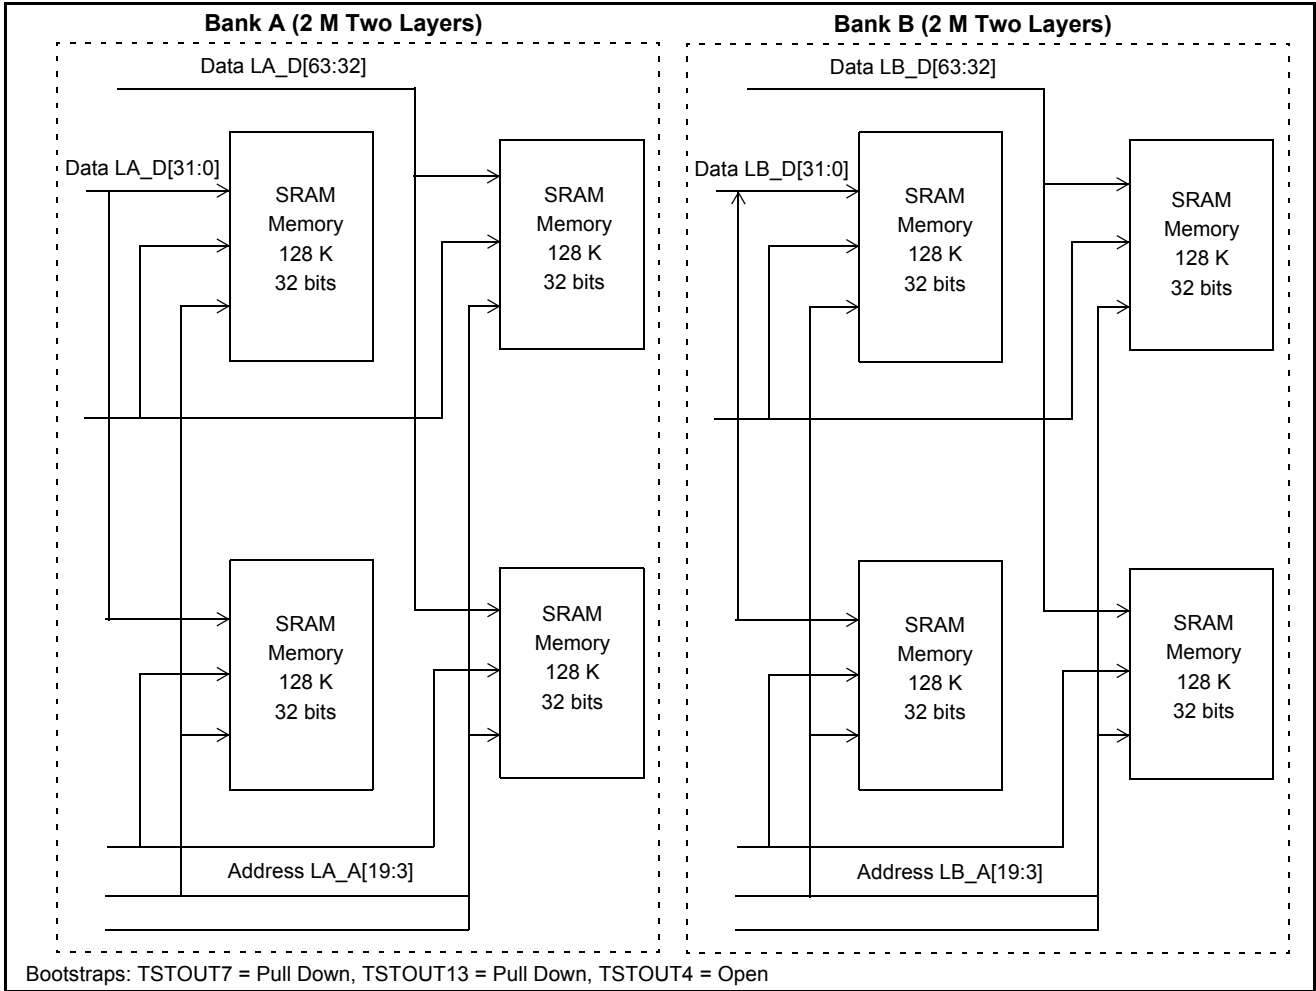 Bank A (2 M Two Layers)
Data LA_D[63:32]
Data LA_D[31:0]
SRAM
Memory
128 K
32 bits
SRAM
Memory
128 K
32 bits
SRAM
Memory
128 K
32 bits
SRAM
Memory
128 K
32 bits
Address LA_A[19:3]
Bank B (2 M Two Layers)
Data LB_D[63:32]
Data LB_D[31:0]
SRAM
Memory
128 K
32 bits
SRAM
Memory
128 K
32 bits
SRAM
Memory
128 K
32 bits
SRAM
Memory
128 K
32 bits
Address LB_A[19:3]
Bootstraps: TSTOUT7 = Pull Down, TSTOUT13 = Pull Down, TSTOUT4 = Open